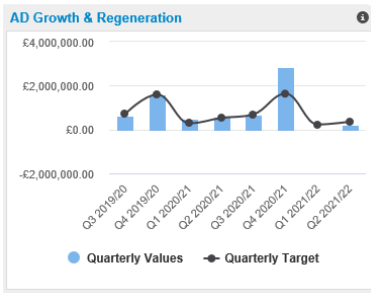 AD Growth & Regeneration
£4,000,000.00
£2,000,000.00
£0.00
-£2,000,000.00
Q3 2019/20
Q4 2019/20
Q1 2020/21
Q2 2020/21
Q3 2020/21
Q4 2020/21
Q1 2021/22
Q2 2021/22
Quarterly Values
Quarterly Target